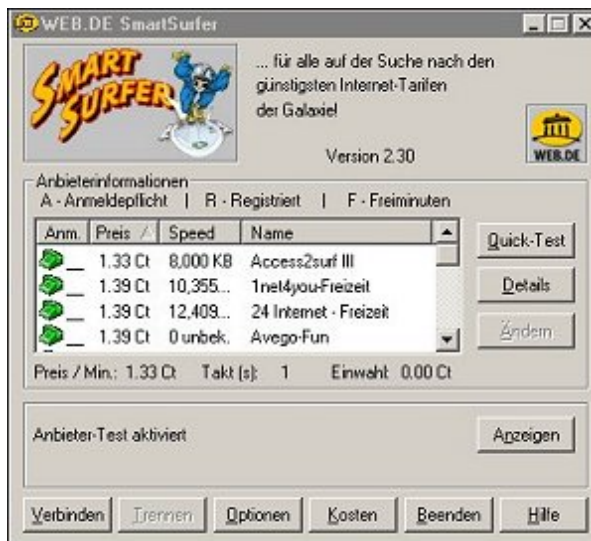 WEB.DE SmartSurfer
SMART
SURFER
... für alle auf der Suche nach den
günstigsten Internet-Tarifen
der Galaxie!
Version 2.30
WEB.DE
Anbieterinformationen
A - Anmeldepflicht | R - Registriert | F - Freiminuten
Anm. Preis Speed Name
__ 1.33 Ct 8,000 KB Access2surf III
__ 1.39 Ct 10,355... 1net4you-Freizeit
__ 1.39 Ct 12,409... 24 Internet - Freizeit
__ 1.39 Ct 0 unbek. Avego-Fun
Quick-Test
Details
Ändern
Preis / Min.: 1.33 Ct Takt (s): 1 Einwahl: 0.00 Ct
Anbieter-Test aktiviert
Anzeigen
Verbinden Trennen Optionen Kosten Beenden Hilfe